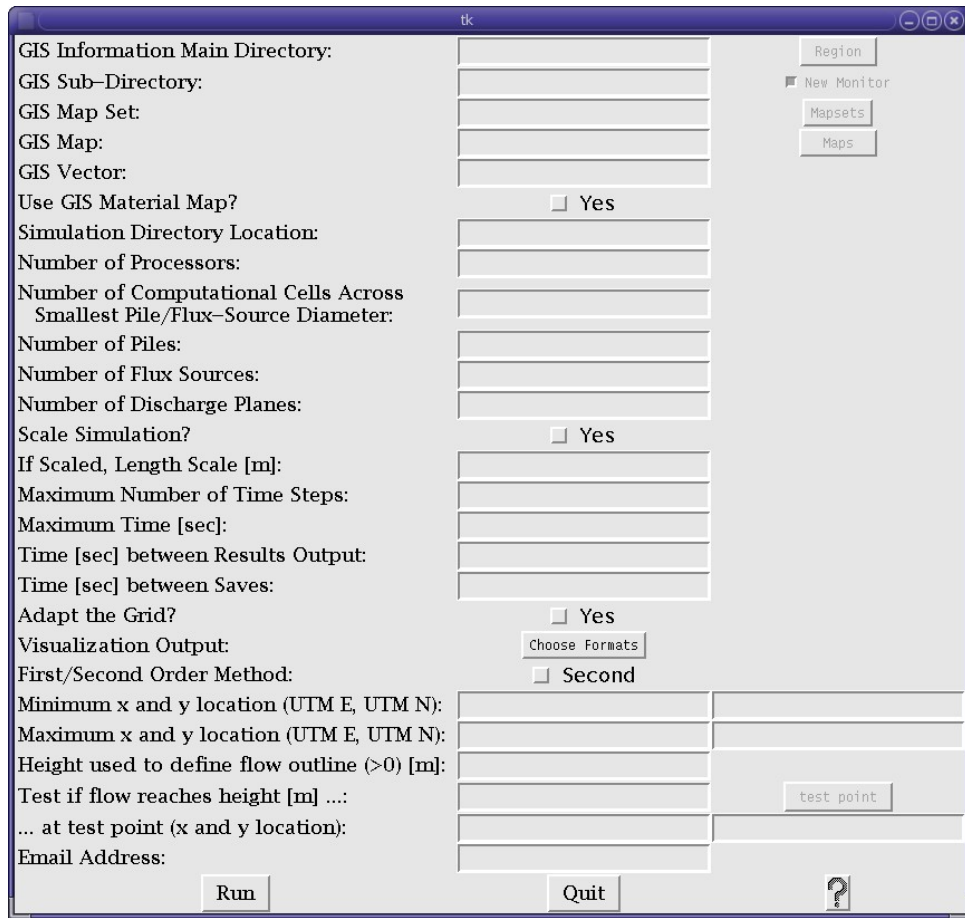 tk
GIS Information Main Directory: Region
GIS Sub-Directory: New Monitor
GIS Map Set: Mapsets
GIS Map: Maps
GIS Vector:
Use GIS Material Map? Yes
Simulation Directory Location:
Number of Processors:
Number of Computational Cells Across
Smallest Pile/Flux-Source Diameter:
Number of Piles:
Number of Flux Sources:
Number of Discharge Planes:
Scale Simulation? Yes
If Scaled, Length Scale [m]:
Maximum Number of Time Steps:
Maximum Time [sec]:
Time [sec] between Results Output:
Time [sec] between Saves:
Adapt the Grid? Yes
Visualization Output: Choose Formats
First/Second Order Method: Second
Minimum x and y location (UTM E, UTM N):
Maximum x and y location (UTM E, UTM N):
Height used to define flow outline (>0) [m]:
Test if flow reaches height [m] ...: test point
... at test point (x and y location):
Email Address:
Run Quit ?